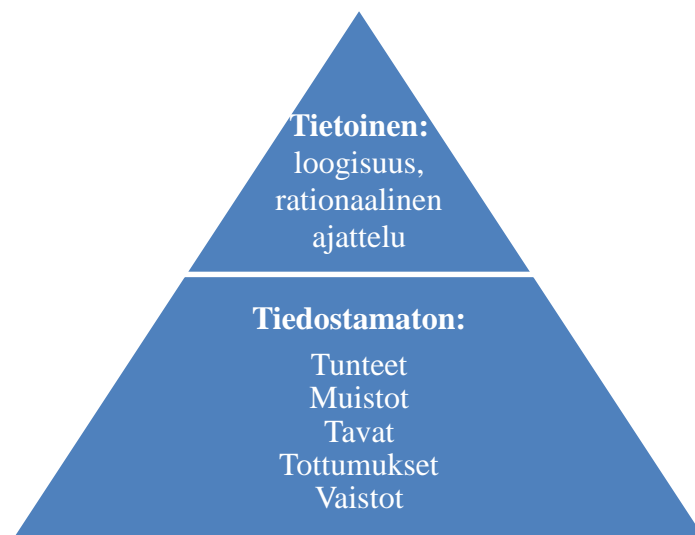 Tietoinen:
loogisuus,
rationaalinen
ajattelu
Tiedostamaton:
Tunteet
Muistot
Tavat
Tottumukset
Vaistot